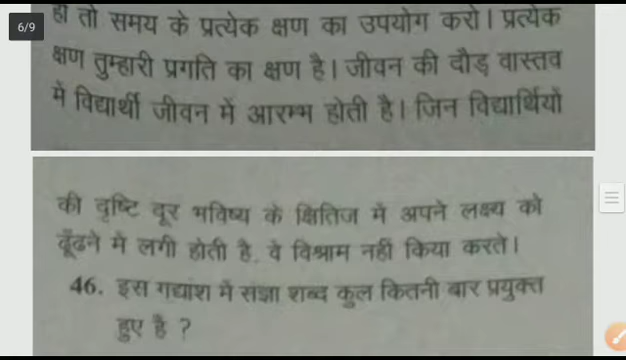 6/9
हो तो समय के प्रत्येक क्षण का उपयोग करो। प्रत्येक
क्षण तुम्हारी प्रगति का क्षण है। जीवन की दौड़ वास्तव
में विद्यार्थी जीवन में आरम्भ होती है। जिन विद्यार्थियों
की दृष्टि दूर भविष्य के क्षितिज में अपने लक्ष्य को
ढूँढने में लगी होती है, वे विश्राम नहीं किया करते।
46. इस गद्यांश में संज्ञा शब्द कुल कितनी बार प्रयुक्त
हुए है ?